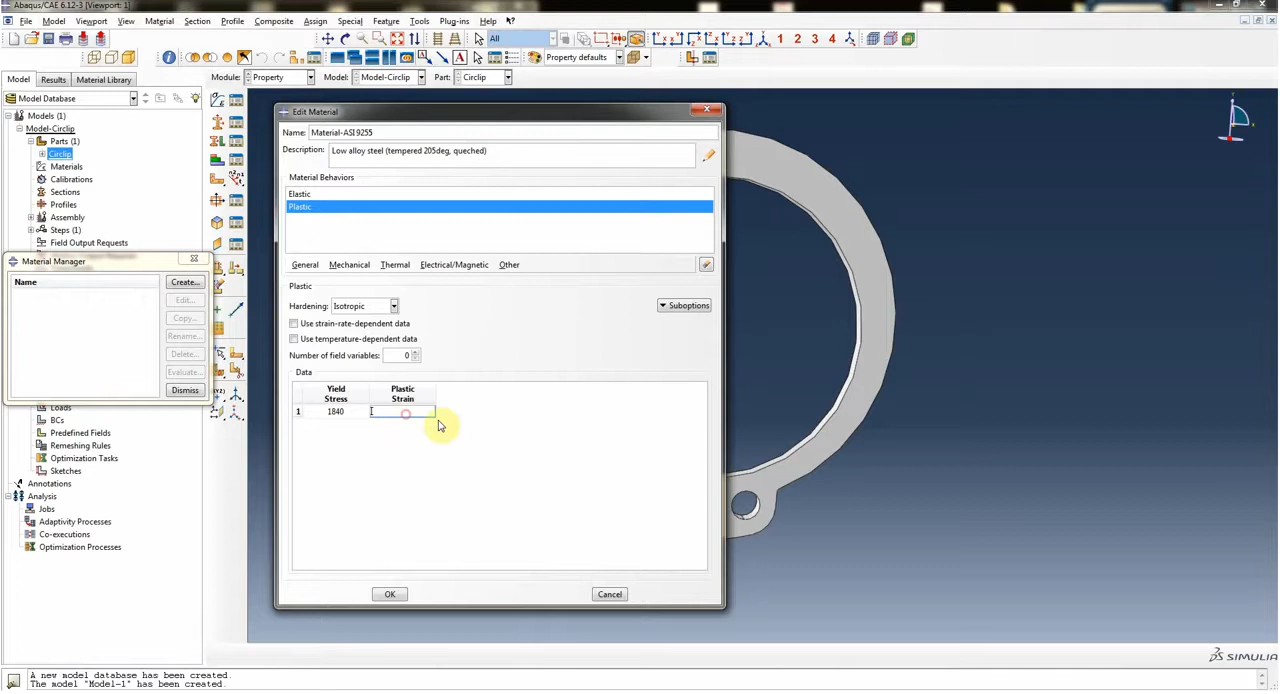 Abaqus/CAE 6.12-3 [Viewport: 1]
File Model Viewport View Material Section Profile Composite Assign Special Feature Tools Plug-ins Help
All
1 2 3 4
Property defaults
Model Results Material Library
Module: Property Model: Model-Circlip Part: Circlip
Model Database
Models (1)
Model-Circlip
Parts (1)
Circlip
Materials
Calibrations
Sections
Profiles
Assembly
Steps (1)
Field Output Requests
Material Manager
Name
Create...
Edit...
Copy...
Rename...
Delete...
Evaluate...
Dismiss
Loads
BCs
Predefined Fields
Remeshing Rules
Optimization Tasks
Sketches
Annotations
Analysis
Jobs
Adaptivity Processes
Co-executions
Optimization Processes
Edit Material
Name: Material-ASI9255
Description: Low alloy steel (tempered 205deg, queched)
Material Behaviors
Elastic
Plastic
General Mechanical Thermal Electrical/Magnetic Other
Plastic
Hardening: Isotropic
Suboptions
Use strain-rate-dependent data
Use temperature-dependent data
Number of field variables: 0
Data
Yield Stress Plastic Strain
1 1840
OK Cancel
SIMULIA
A new model database has been created.
The model "Model-1" has been created.